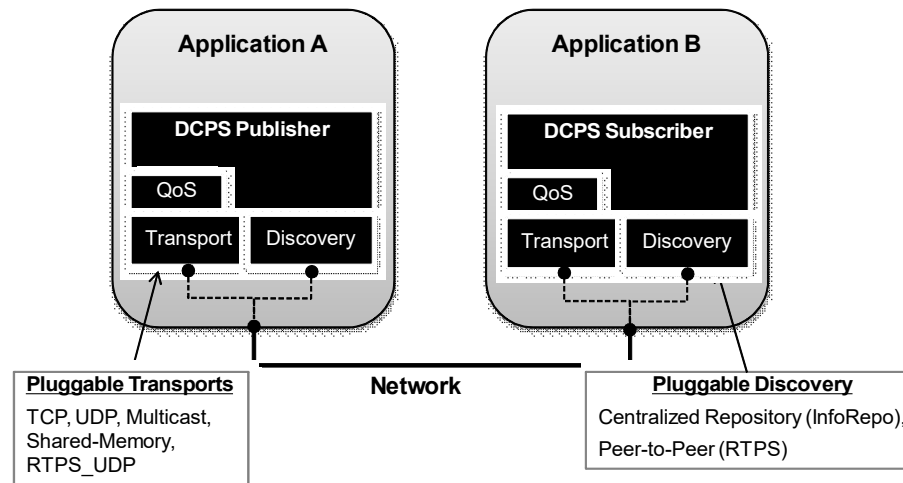 Application A
DCPS Publisher
QoS
Transport
Discovery
Application B
DCPS Subscriber
QoS
Transport
Discovery
Network
Pluggable Transports
TCP, UDP, Multicast,
Shared-Memory,
RTPS_UDP
Pluggable Discovery
Centralized Repository (InfoRepo),
Peer-to-Peer (RTPS)